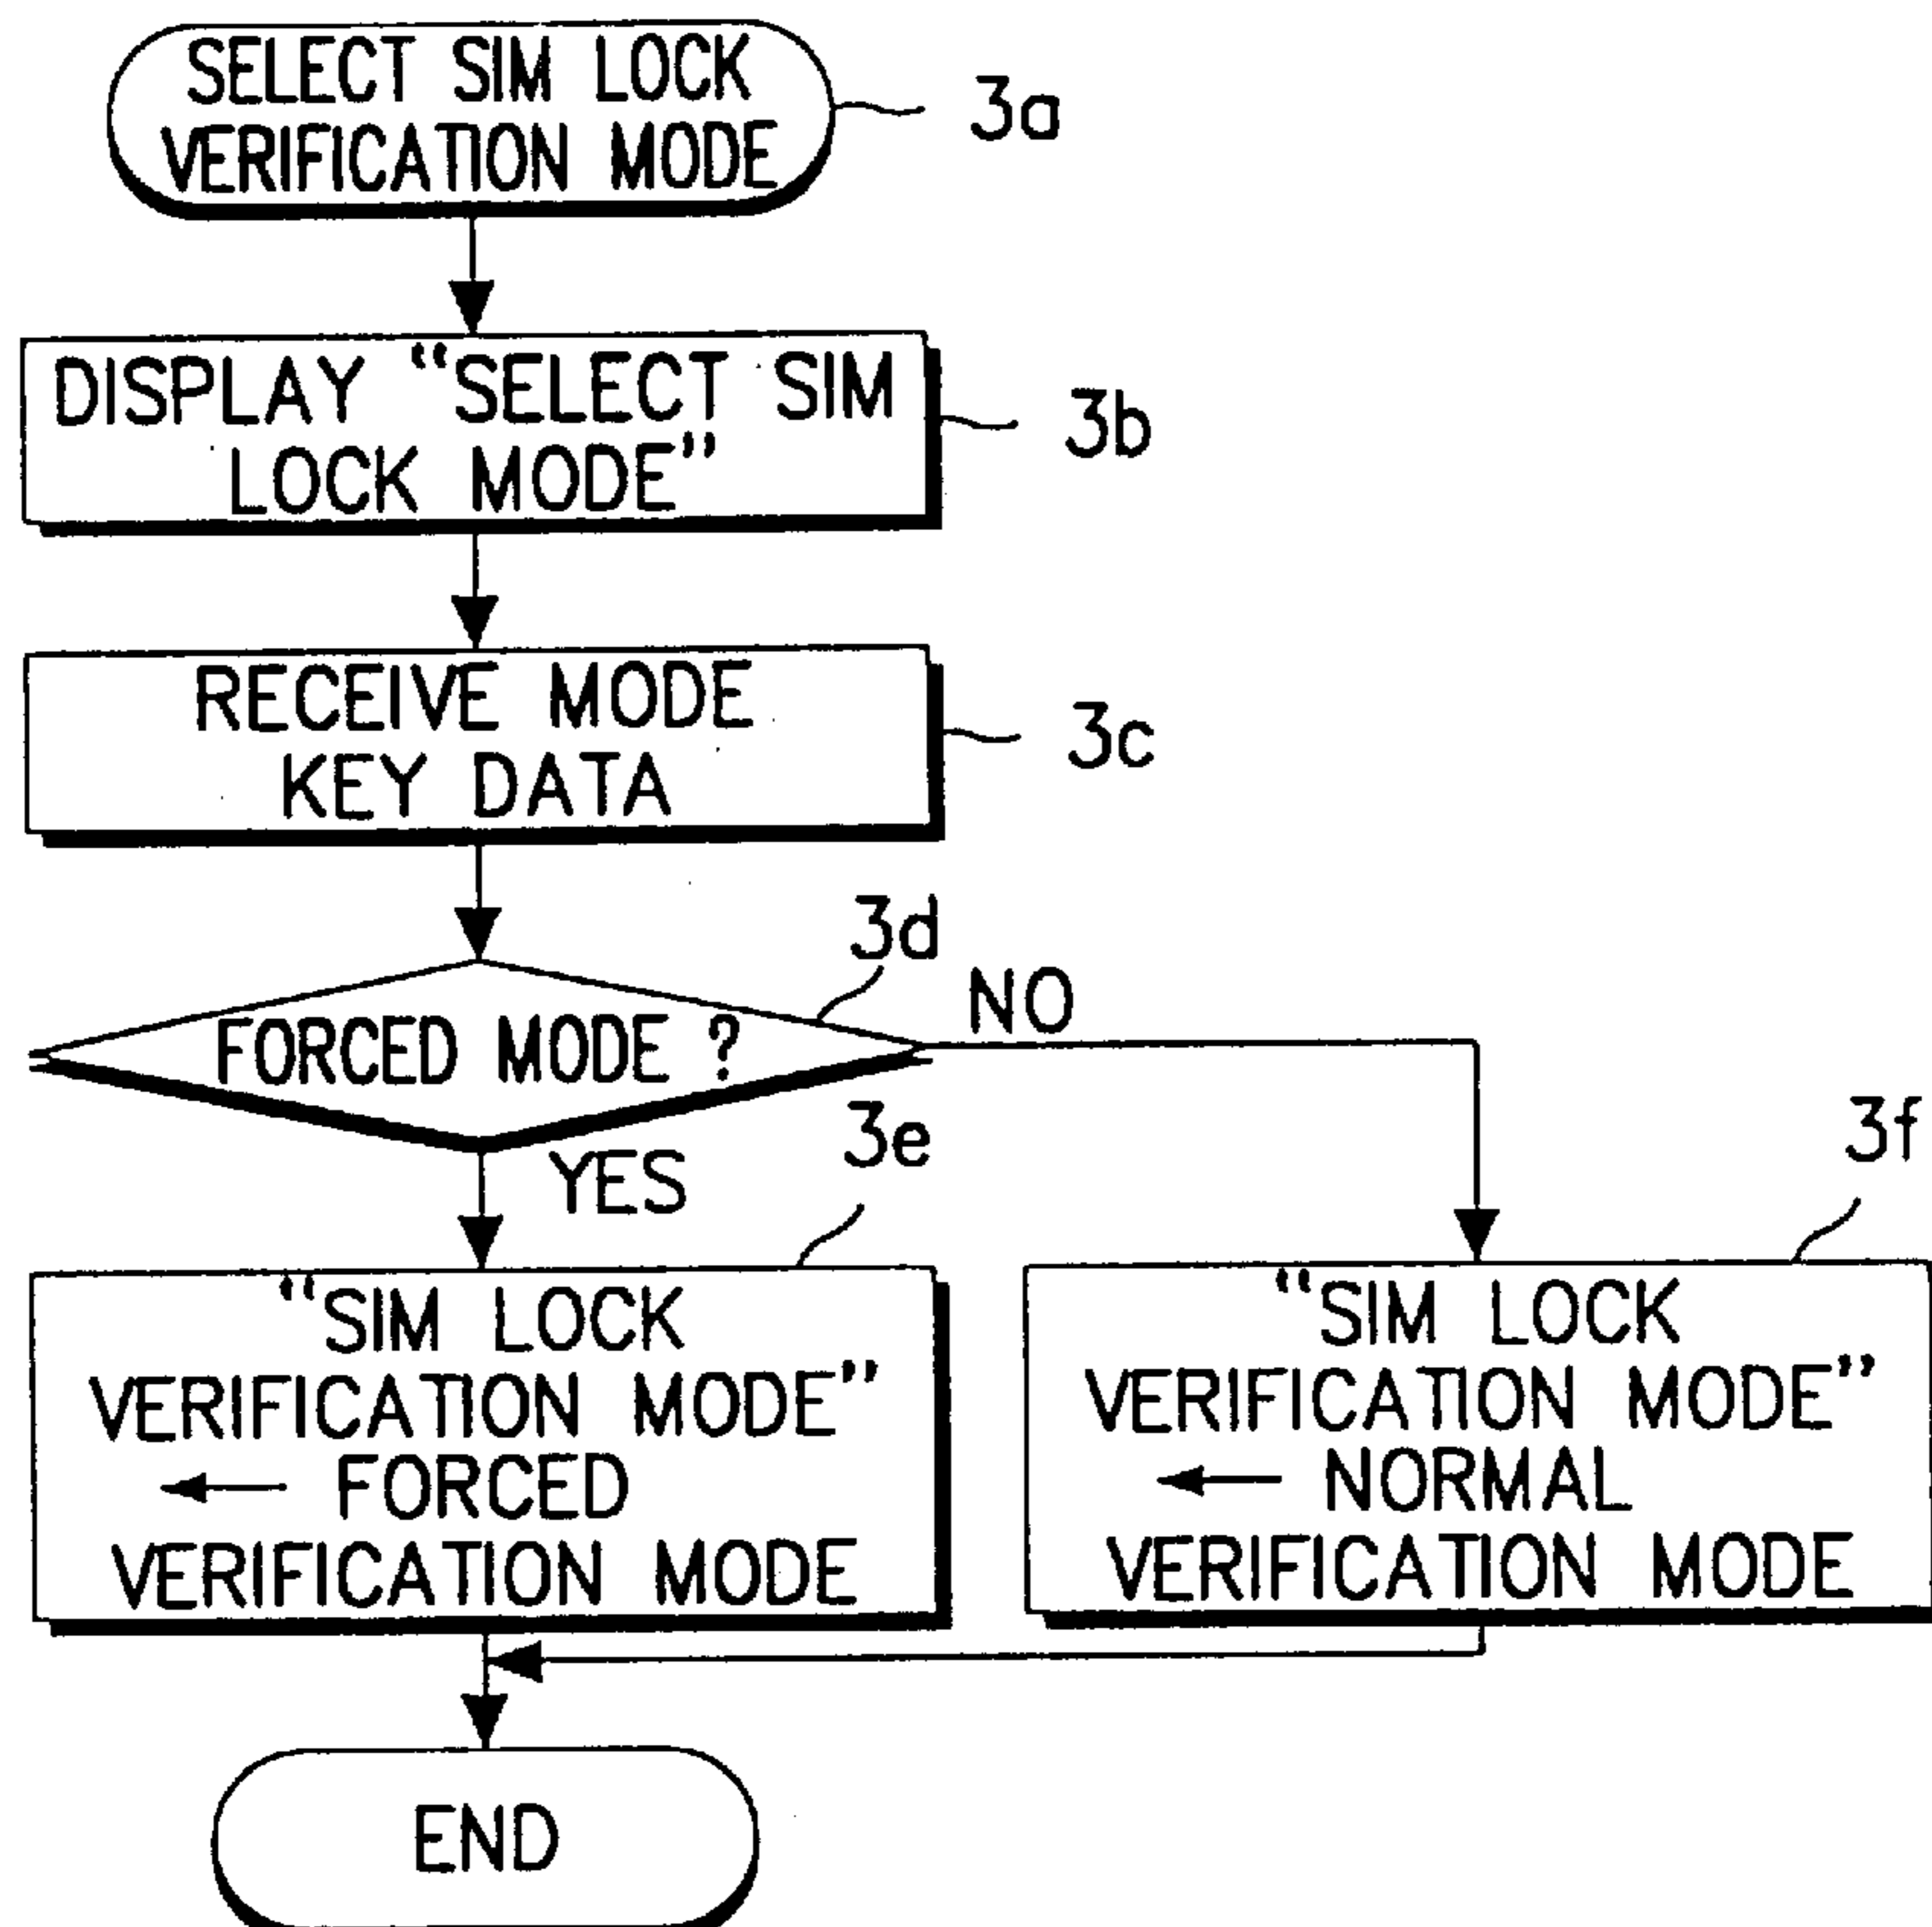 SELECT SIM LOCK
VERIFICATION MODE
3a
DISPLAY “SELECT SIM
LOCK MODE”
3b
RECEIVE MODE
KEY DATA
3c
3d
FORCED MODE ?
NO
YES
3e
“SIM LOCK
VERIFICATION MODE”
← FORCED
VERIFICATION MODE
3f
“SIM LOCK
VERIFICATION MODE”
← NORMAL
VERIFICATION MODE
END